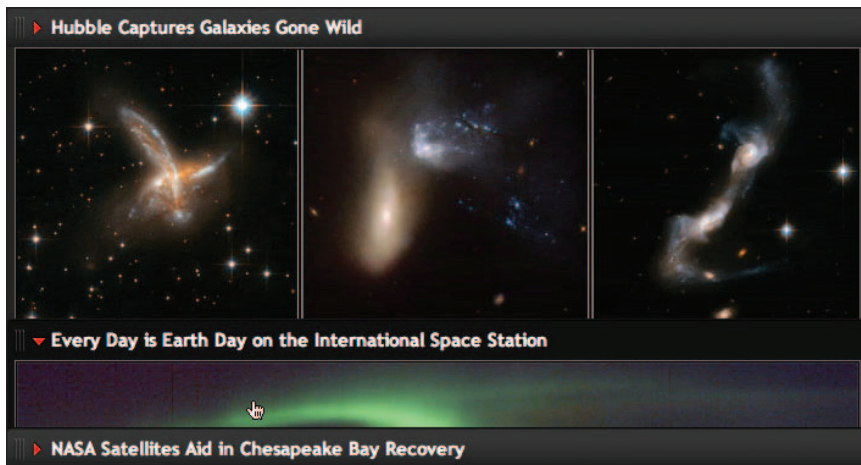 Hubble Captures Galaxies Gone Wild
Every Day is Earth Day on the International Space Station
NASA Satellites Aid in Chesapeake Bay Recovery